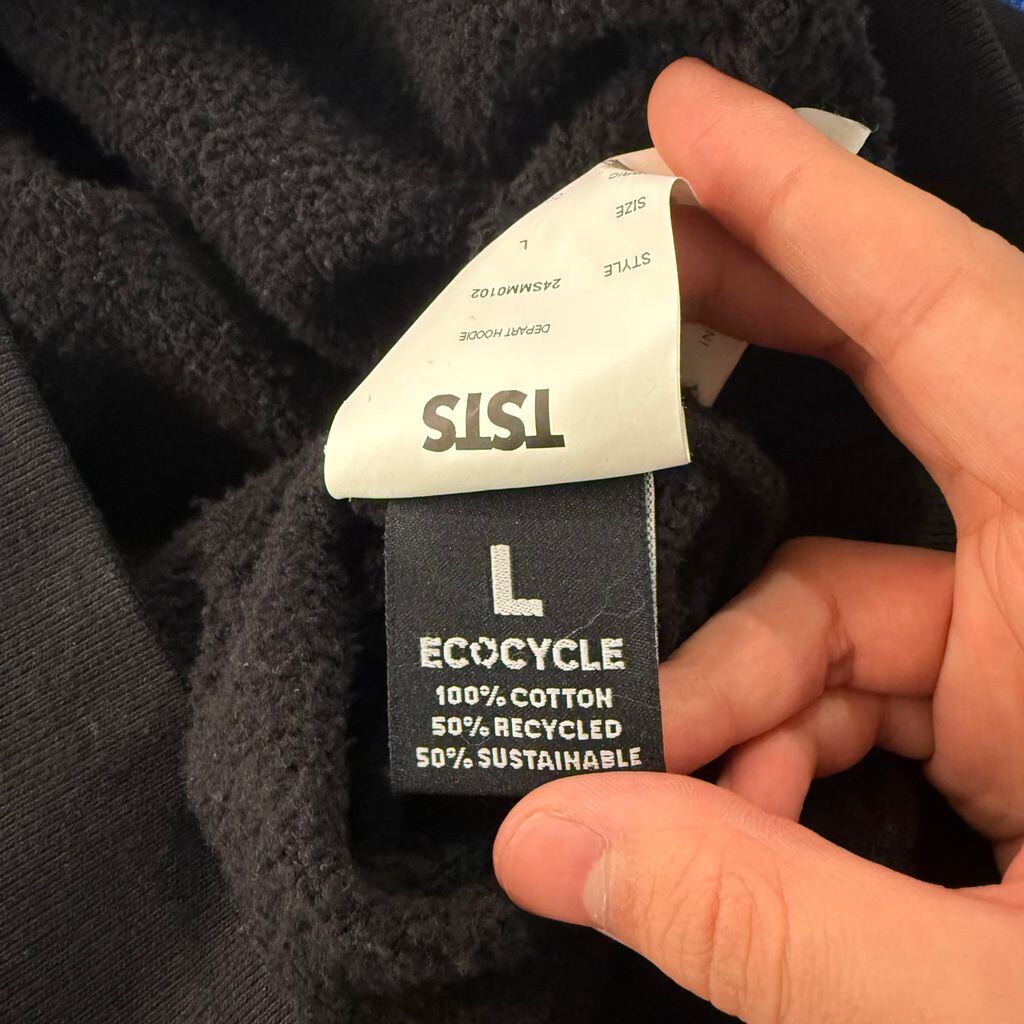 TSTS
DEPART HOODIE
STYLE 24SMM0102
SIZE L
L
ECOCYCLE
100% COTTON
50% RECYCLED
50% SUSTAINABLE